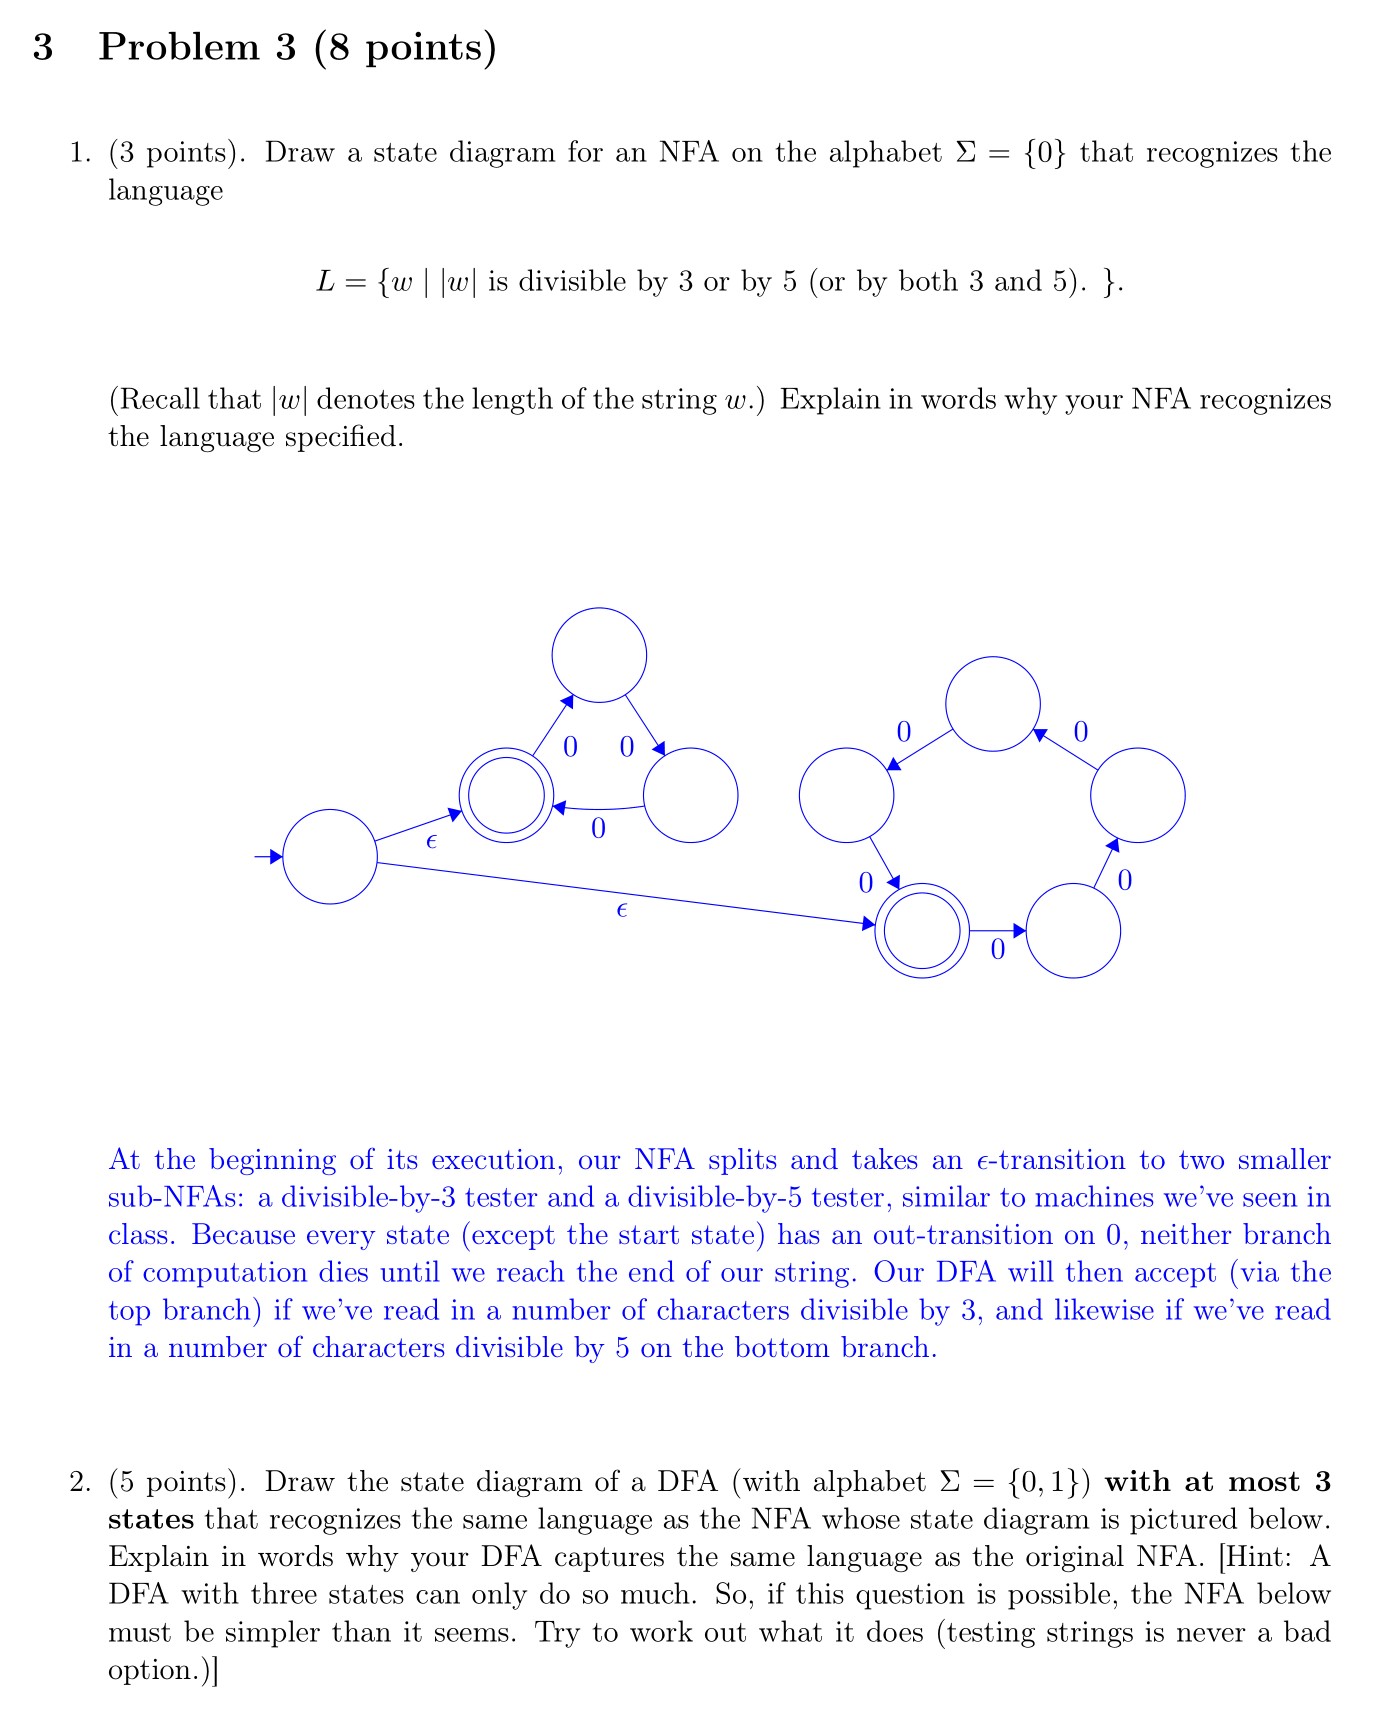 3 Problem 3 (8 points)
1. (3 points). Draw a state diagram for an NFA on the alphabet Σ = {0} that recognizes the
language
L = {w | |w| is divisible by 3 or by 5 (or by both 3 and 5). }.
(Recall that |w| denotes the length of the string w.) Explain in words why your NFA recognizes
the language specified.
0 0
0 0
0
ϵ
0 0
ϵ
0
At the beginning of its execution, our NFA splits and takes an ϵ-transition to two smaller
sub-NFAs: a divisible-by-3 tester and a divisible-by-5 tester, similar to machines we've seen in
class. Because every state (except the start state) has an out-transition on 0, neither branch
of computation dies until we reach the end of our string. Our DFA will then accept (via the
top branch) if we've read in a number of characters divisible by 3, and likewise if we've read
in a number of characters divisible by 5 on the bottom branch.
2. (5 points). Draw the state diagram of a DFA (with alphabet Σ = {0, 1}) with at most 3
states that recognizes the same language as the NFA whose state diagram is pictured below.
Explain in words why your DFA captures the same language as the original NFA. [Hint: A
DFA with three states can only do so much. So, if this question is possible, the NFA below
must be simpler than it seems. Try to work out what it does (testing strings is never a bad
option.)]